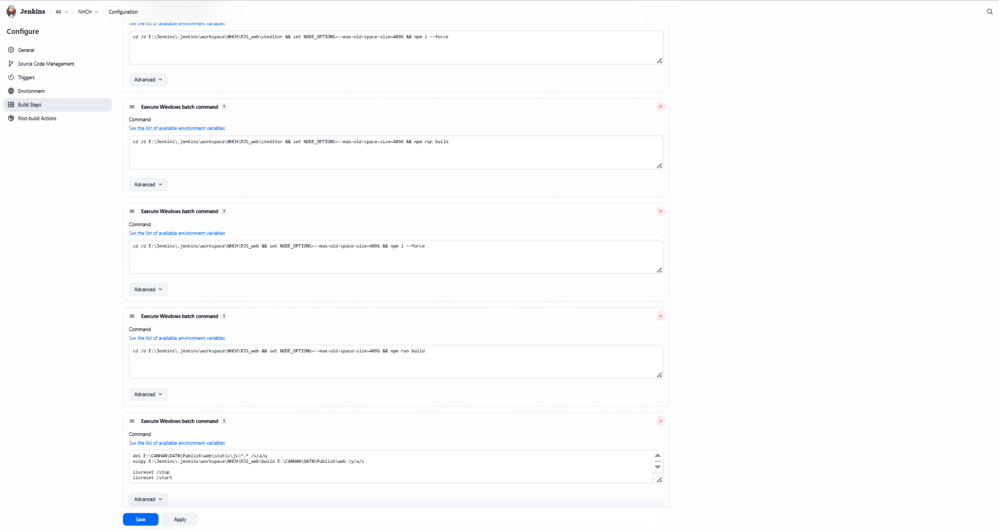 Jenkins / All / NHCH / Configuration
Configure
General
Source Code Management
Triggers
Environment
Build Steps
Post-build Actions
See the list of available environment variables
cd /d E:\Jenkins\.jenkins\workspace\NHCH\RJS_web\ckeditor && set NODE_OPTIONS=--max-old-space-size=4096 && npm i --force
Advanced
Execute Windows batch command ?
Command
See the list of available environment variables
cd /d E:\Jenkins\.jenkins\workspace\NHCH\RJS_web\ckeditor && set NODE_OPTIONS=--max-old-space-size=4096 && npm run build
Advanced
Execute Windows batch command ?
Command
See the list of available environment variables
cd /d E:\Jenkins\.jenkins\workspace\NHCH\RJS_web && set NODE_OPTIONS=--max-old-space-size=4096 && npm i --force
Advanced
Execute Windows batch command ?
Command
See the list of available environment variables
cd /d E:\Jenkins\.jenkins\workspace\NHCH\RJS_web && set NODE_OPTIONS=--max-old-space-size=4096 && npm run build
Advanced
Execute Windows batch command ?
Command
See the list of available environment variables
del E:\CANHAN\DATN\Publish\web\static\js\*.* /s/a/q
xcopy E:\Jenkins\.jenkins\workspace\NHCH\RJS_web\build E:\CANHAN\DATN\Publish\web /y/a/s
iisreset /stop
iisreset /start
Advanced
Save
Apply